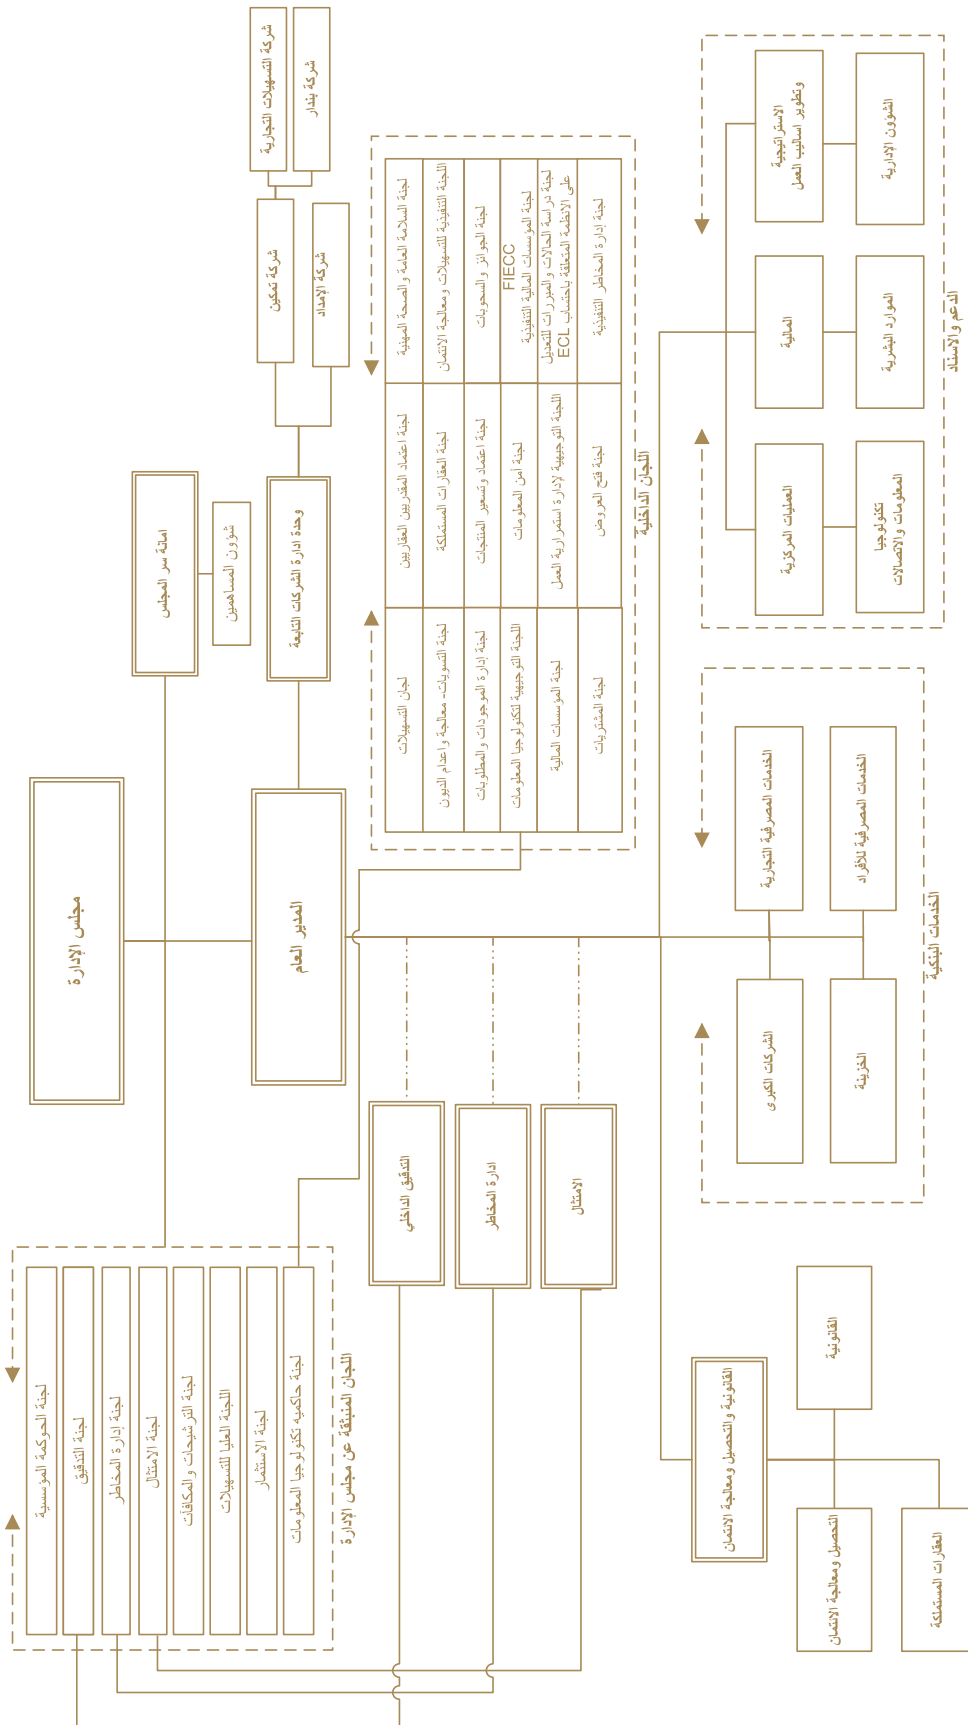 مجلس الإدارة
امانة سر المجلس
شؤون المساهمين
المدير العام
وحدة ادارة الشركات التابعة
شركة تمكين
شركة الإمداد
شركة التسهيلات التجارية
شركة بندار
لجنة الحوكمة المؤسسية
لجنة التدقيق
لجنة إدارة المخاطر
لجنة الامتثال
لجنة الترشيحات والمكافآت
اللجنة العليا للتسهيلات
لجنة الاستثمار
لجنة حاكميه تكنولوجيا المعلومات
اللجان المنبثقة عن مجلس الإدارة
لجنة السلامة العامة والصحة المهنية
لجنة اعتماد المقدريين العقاريين
لجان التسهيلات
اللجنة التنفيذية للتسهيلات ومعالجة الائتمان
لجنة العقارات المستملكة
لجنة التسويات- معالجة واعدام الديون
لجنة الجوائز والسحوبات
لجنة اعتماد وتسعير المنتجات
لجنة إدارة الموجودات والمطلوبات
FIECC
لجنة المؤسسات المالية التنفيذية
لجنة أمن المعلومات
اللجنة التوجيهية لتكنولوجيا المعلومات
لجنة دراسة الحالات والمبررات للتعديل
على الانظمة المتعلقة باحتساب ECL
اللجنة التوجيهية لإدارة استمرارية العمل
لجنة المؤسسات المالية
لجنة إدارة المخاطر التنفيذية
لجنة فتح العروض
لجنة المشتريات
اللجان الداخلية
التدقيق الداخلي
ادارة المخاطر
الامتثال
الاستراتيجية
وتطوير اساليب العمل
المالية
العمليات المركزية
الشؤون الإدارية
الموارد البشرية
تكنولوجيا
المعلومات والاتصالات
الدعم والاسناد
الخدمات المصرفية التجارية
الشركات الكبرى
الخدمات المصرفية للأفراد
الخزينة
الخدمات البنكية
القانونية والتحصيل ومعالجة الائتمان
القانونية
التحصيل ومعالجة الائتمان
العقارات المستملكة